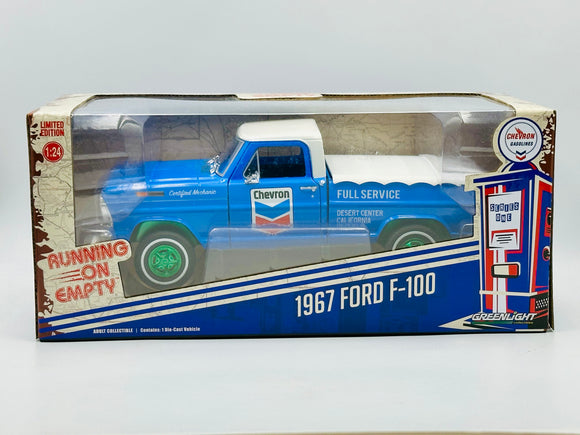 LIMITED
EDITION
1:24
RUNNING
ON
EMPTY
ADULT COLLECTIBLE | Contains: 1 Die-Cast Vehicle
Certified Mechanic
Chevron
FULL SERVICE
DESERT CENTER
CALIFORNIA
1967 FORD F-100
CHEVRON
GASOLINES
SERIES
ONE
GREENLIGHT